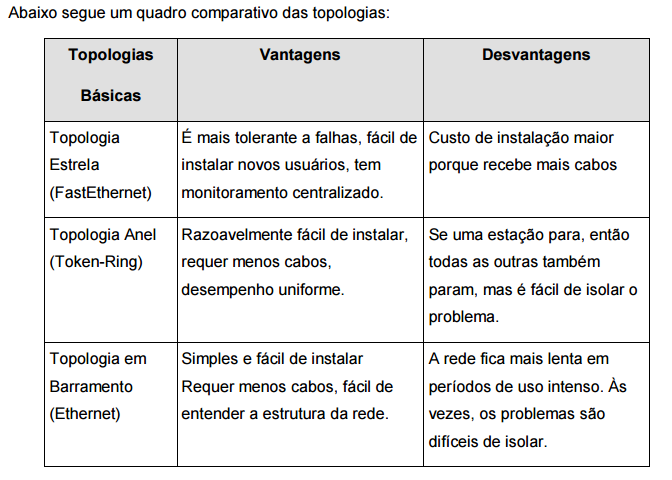 Abaixo segue um quadro comparativo das topologias:
Topologias
Básicas
Vantagens
Desvantagens
Topologia
Estrela
(FastEthernet)
É mais tolerante a falhas, fácil de
instalar novos usuários, tem
monitoramento centralizado.
Custo de instalação maior
porque recebe mais cabos
Topologia Anel
(Token-Ring)
Razoavelmente fácil de instalar,
requer menos cabos,
desempenho uniforme.
Se uma estação para, então
todas as outras também
param, mas é fácil de isolar o
problema.
Topologia em
Barramento
(Ethernet)
Simples e fácil de instalar
Requer menos cabos, fácil de
entender a estrutura da rede.
A rede fica mais lenta em
períodos de uso intenso. Às
vezes, os problemas são
difíceis de isolar.